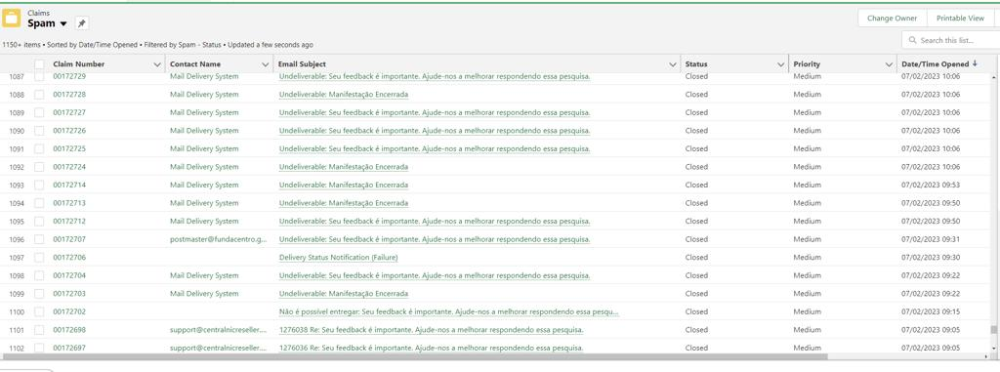 Claims
Spam
Change Owner Printable View
1150+ items • Sorted by Date/Time Opened • Filtered by Spam - Status • Updated a few seconds ago
Search this list...
Claim Number Contact Name Email Subject Status Priority Date/Time Opened
1087 00172729 Mail Delivery System Undeliverable: Seu feedback é importante. Ajude-nos a melhorar respondendo essa pesquisa. Closed Medium 07/02/2023 10:06
1088 00172728 Mail Delivery System Undeliverable: Manifestação Encerrada Closed Medium 07/02/2023 10:06
1089 00172727 Mail Delivery System Undeliverable: Seu feedback é importante. Ajude-nos a melhorar respondendo essa pesquisa. Closed Medium 07/02/2023 10:06
1090 00172726 Mail Delivery System Undeliverable: Seu feedback é importante. Ajude-nos a melhorar respondendo essa pesquisa. Closed Medium 07/02/2023 10:06
1091 00172725 Mail Delivery System Undeliverable: Seu feedback é importante. Ajude-nos a melhorar respondendo essa pesquisa. Closed Medium 07/02/2023 10:06
1092 00172724 Mail Delivery System Undeliverable: Manifestação Encerrada Closed Medium 07/02/2023 10:06
1093 00172714 Mail Delivery System Undeliverable: Manifestação Encerrada Closed Medium 07/02/2023 09:53
1094 00172713 Mail Delivery System Undeliverable: Manifestação Encerrada Closed Medium 07/02/2023 09:50
1095 00172712 Mail Delivery System Undeliverable: Seu feedback é importante. Ajude-nos a melhorar respondendo essa pesquisa. Closed Medium 07/02/2023 09:50
1096 00172707 postmaster@fundacentro.g... Undeliverable: Seu feedback é importante. Ajude-nos a melhorar respondendo essa pesquisa. Closed Medium 07/02/2023 09:31
1097 00172706 Delivery Status Notification (Failure) Closed Medium 07/02/2023 09:30
1098 00172704 Mail Delivery System Undeliverable: Seu feedback é importante. Ajude-nos a melhorar respondendo essa pesquisa. Closed Medium 07/02/2023 09:22
1099 00172703 Mail Delivery System Undeliverable: Manifestação Encerrada Closed Medium 07/02/2023 09:22
1100 00172702 Não é possível entregar: Seu feedback é importante. Ajude-nos a melhorar respondendo essa pesqu... Closed Medium 07/02/2023 09:15
1101 00172698 support@centralnicreseller.... 1276038 Re: Seu feedback é importante. Ajude-nos a melhorar respondendo essa pesquisa. Closed Medium 07/02/2023 09:05
1102 00172697 support@centralnicreseller.... 1276036 Re: Seu feedback é importante. Ajude-nos a melhorar respondendo essa pesquisa. Closed Medium 07/02/2023 09:05